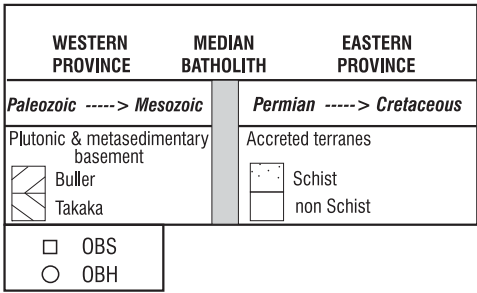 WESTERN PROVINCE
MEDIAN BATHOLITH
EASTERN PROVINCE
Paleozoic -----> Mesozoic
Permian -----> Cretaceous
Plutonic & metasedimentary
basement
Buller
Takaka
Accreted terranes
Schist
non Schist
OBS
OBH